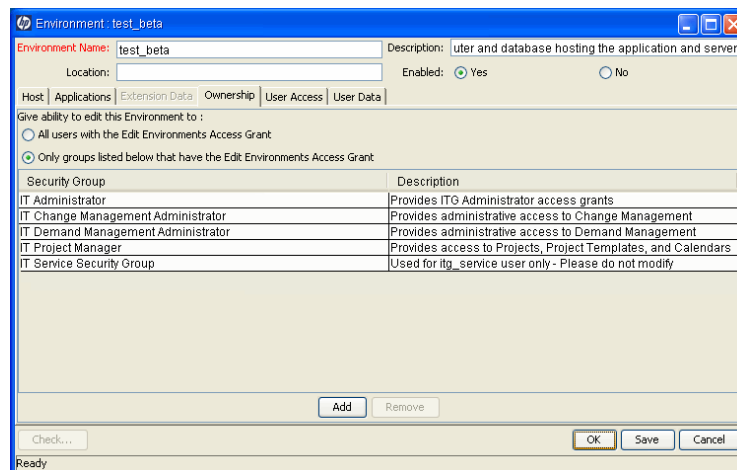 hp Environment : test_beta
Environment Name: test_beta Description: uter and database hosting the application and server
Location: Enabled: Yes No
Host Applications Extension Data Ownership User Access User Data
Give ability to edit this Environment to :
All users with the Edit Environments Access Grant
Only groups listed below that have the Edit Environments Access Grant
Security Group Description
IT Administrator Provides ITG Administrator access grants
IT Change Management Administrator Provides administrative access to Change Management
IT Demand Management Administrator Provides administrative access to Demand Management
IT Project Manager Provides access to Projects, Project Templates, and Calendars
IT Service Security Group Used for itg_service user only - Please do not modify
Add Remove
Check... OK Save Cancel
Ready